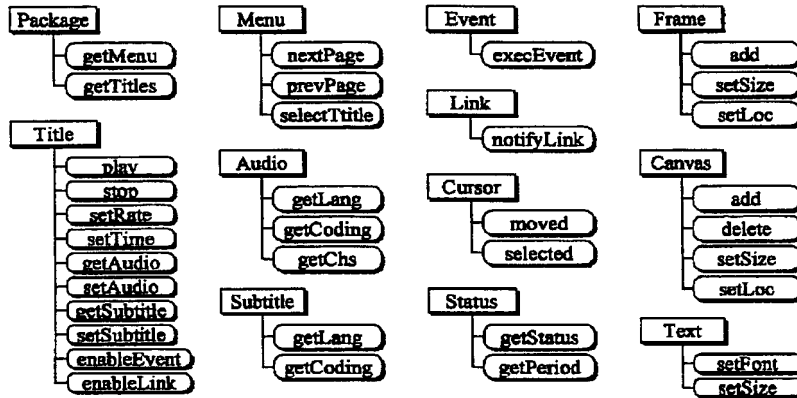 Package
getMenu
getTitles
Title
play
stop
setRate
setTime
getAudio
setAudio
getSubtitle
setSubtitle
enableEvent
enableLink
Menu
nextPage
prevPage
selectTtitle
Audio
getLang
getCoding
getChs
Subtitle
getLang
getCoding
Event
execEvent
Link
notifyLink
Cursor
moved
selected
Status
getStatus
getPeriod
Frame
add
setSize
setLoc
Canvas
add
delete
setSize
setLoc
Text
setFont
setSize